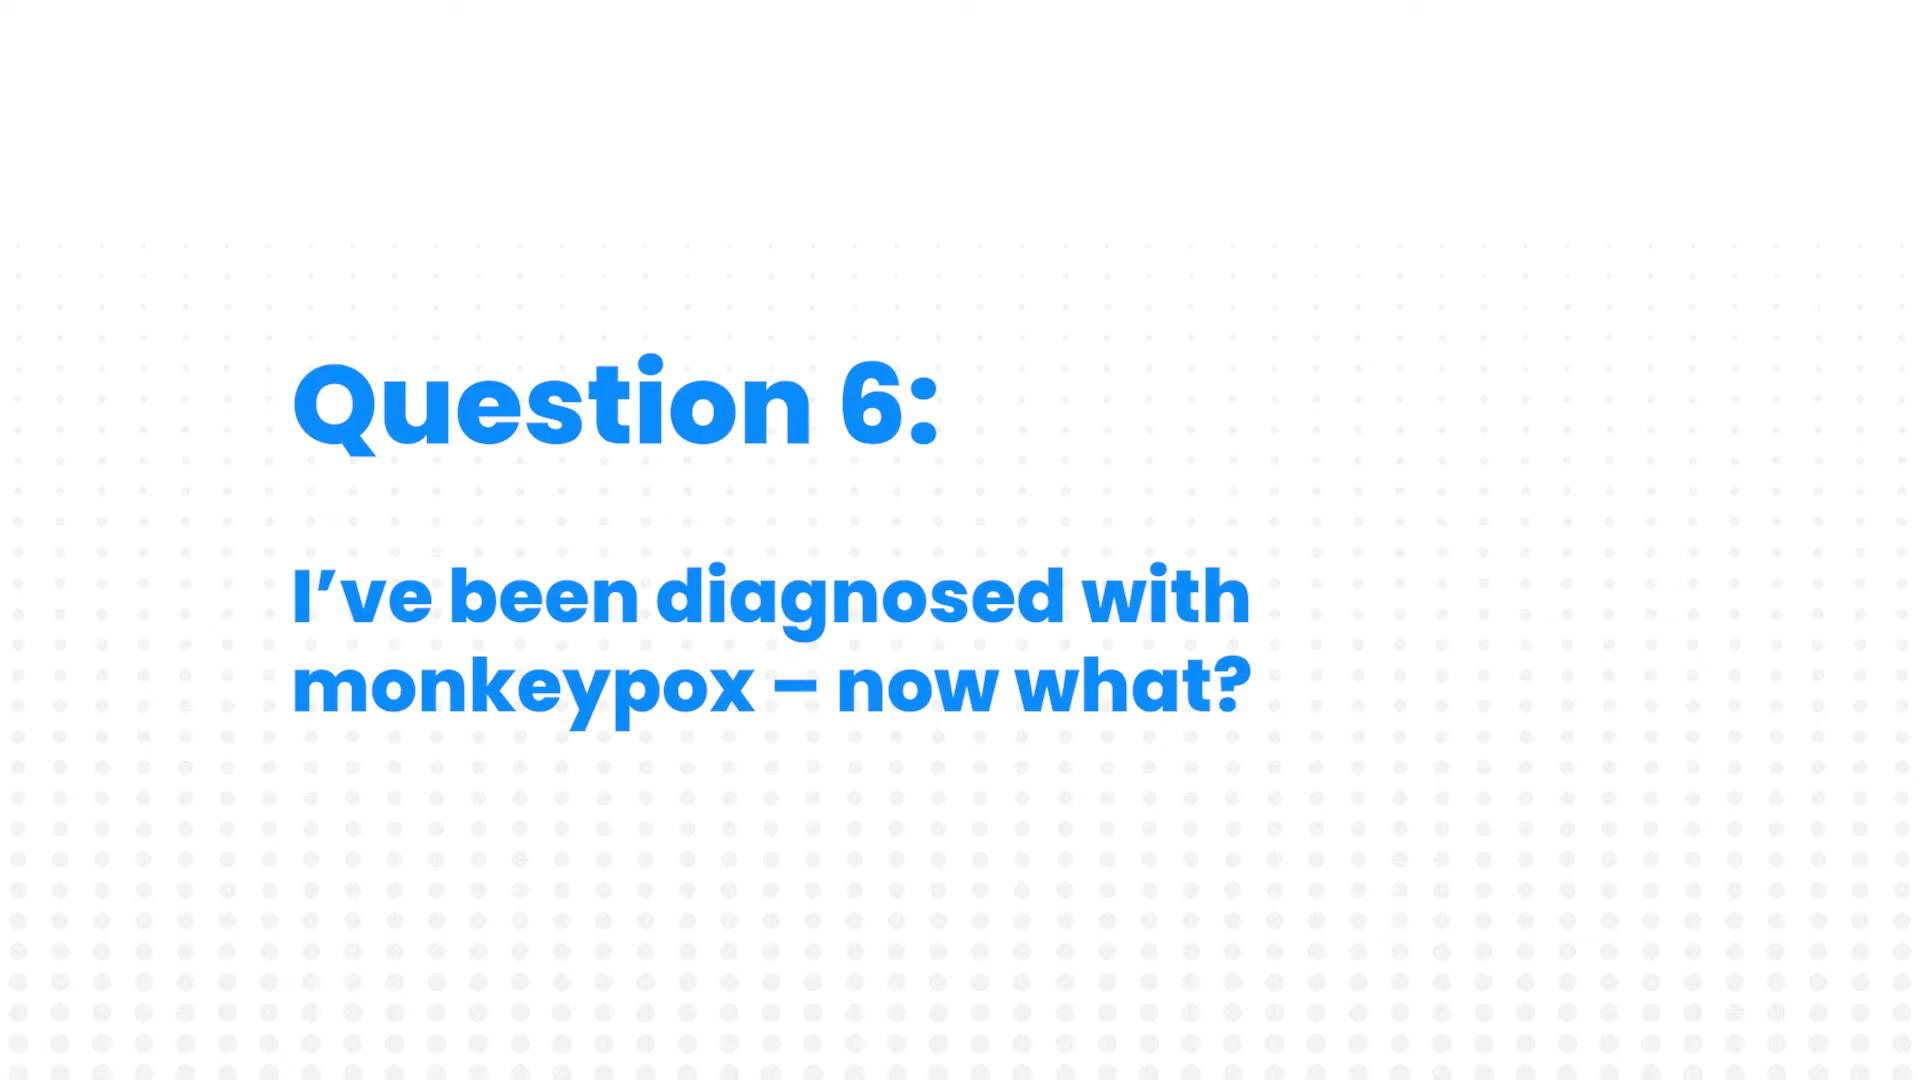 Question 6:
I’ve been diagnosed with
monkeypox – now what?